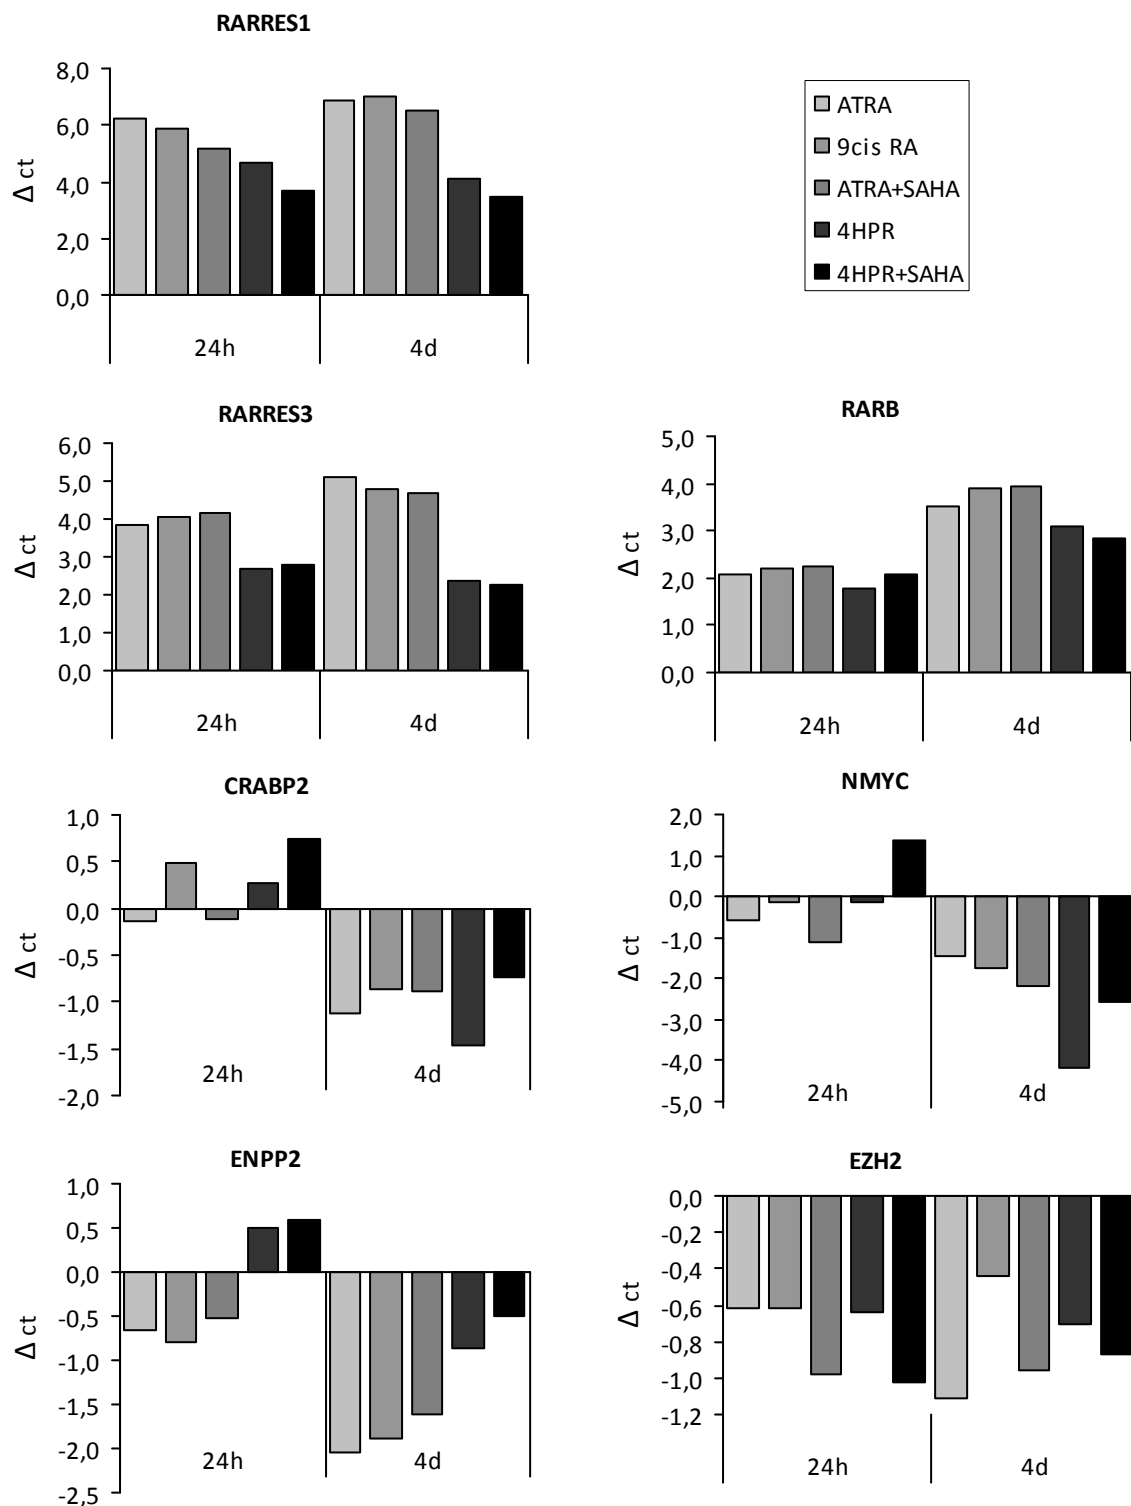 RARRES1
8,0
6,0
4,0
2,0
0,0
Δ ct
24h 4d
ATRA
9cis RA
ATRA+SAHA
4HPR
4HPR+SAHA
RARRES3
6,0
5,0
4,0
3,0
2,0
1,0
0,0
Δ ct
24h 4d
RARB
5,0
4,0
3,0
2,0
1,0
0,0
Δ ct
24h 4d
CRABP2
1,0
0,5
0,0
-0,5
-1,0
-1,5
-2,0
Δ ct
24h 4d
NMYC
2,0
1,0
0,0
-1,0
-2,0
-3,0
-4,0
-5,0
Δ ct
24h 4d
ENPP2
1,0
0,5
0,0
-0,5
-1,0
-1,5
-2,0
-2,5
Δ ct
24h 4d
EZH2
0,0
-0,2
-0,4
-0,6
-0,8
-1,0
-1,2
Δ ct
24h 4d